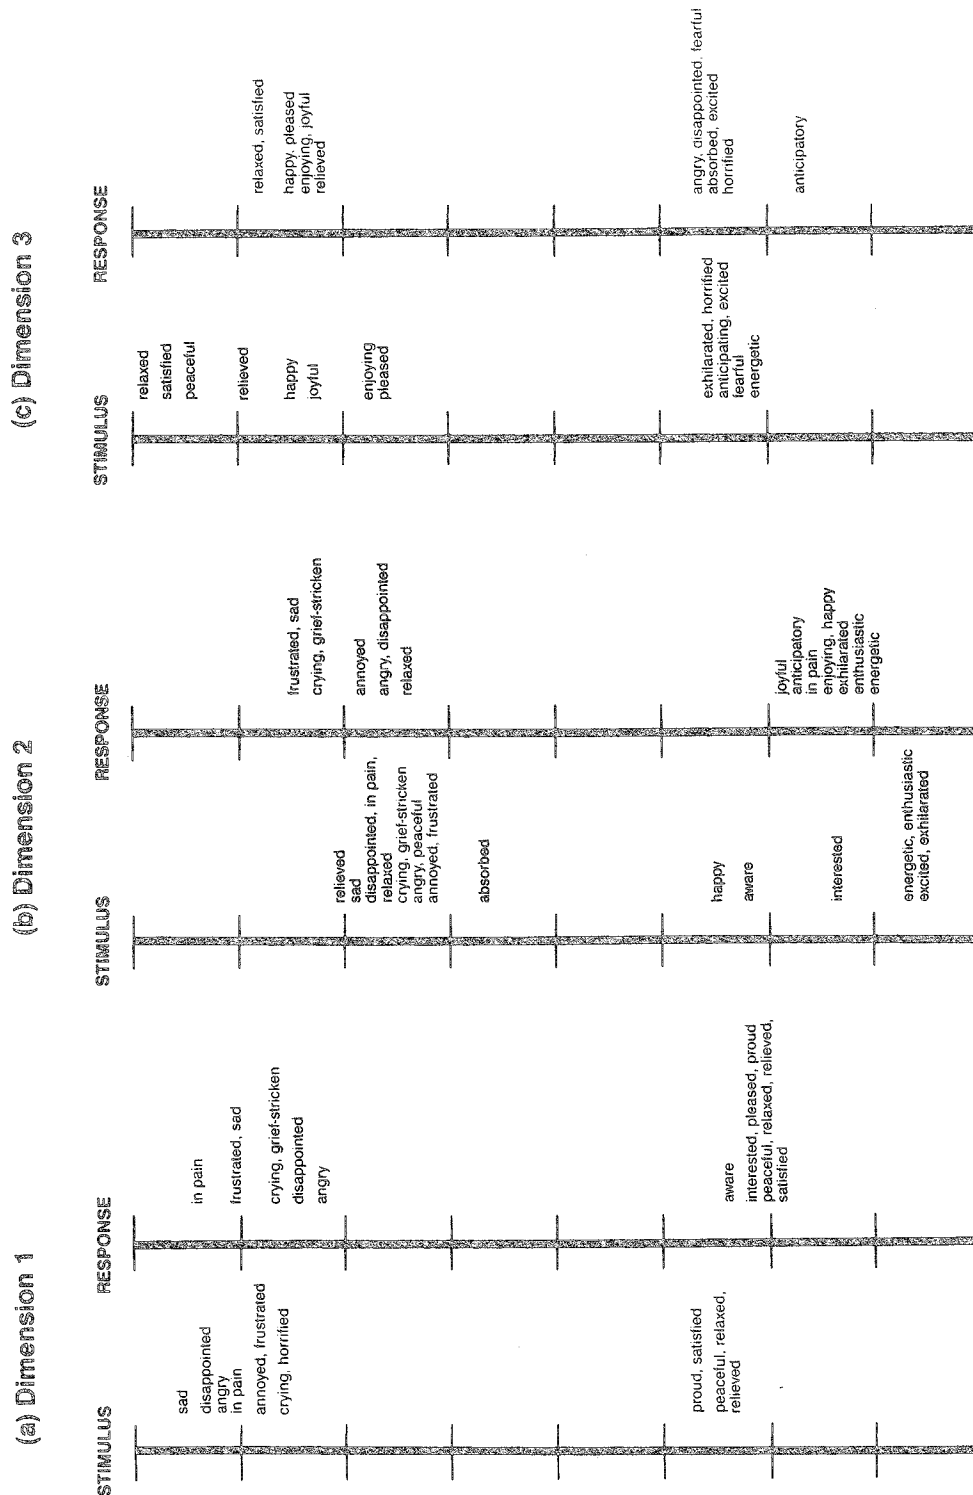 (a) Dimension 1
STIMULUS
sad
disappointed
angry
in pain
annoyed, frustrated
crying, horrified
proud, satisfied
peaceful, relaxed,
relieved
RESPONSE
in pain
frustrated, sad
crying, grief-stricken
disappointed
angry
aware
interested, pleased, proud
peaceful, relaxed, relieved,
satisfied
(b) Dimension 2
STIMULUS
relieved
sad
disappointed, in pain,
relaxed
crying, grief-stricken
angry, peaceful
annoyed, frustrated
absorbed
happy
aware
interested
energetic, enthusiastic
excited, exhilarated
RESPONSE
frustrated, sad
crying, grief-stricken
annoyed
angry, disappointed
relaxed
joyful
anticipatory
in pain
enjoying, happy
exhilarated
enthusiastic
energetic
(c) Dimension 3
STIMULUS
relaxed
satisfied
peaceful
relieved
happy
joyful
enjoying
pleased
exhilarated, horrified
anticipating, excited
fearful
energetic
RESPONSE
relaxed, satisfied
happy, pleased
enjoying, joyful
relieved
angry, disappointed, fearful
absorbed, excited
horrified
anticipatory